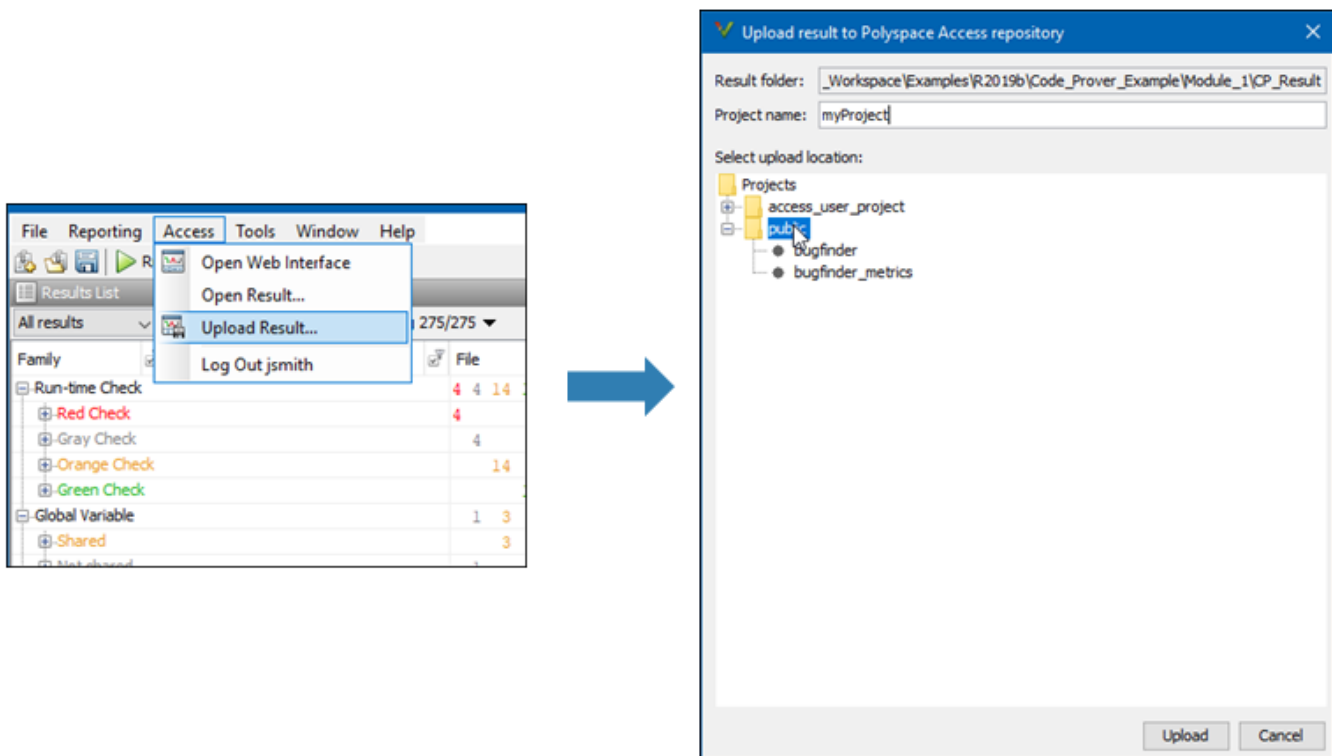 File Reporting Access Tools Window Help
Open Web Interface
Results List
Open Result...
All results
Upload Result...
275/275
Family
Log Out jsmith
File
Run-time Check 4 4 14
Red Check 4
Gray Check 4
Orange Check 14
Green Check
Global Variable 1 3
Shared 3
Not shared
Upload result to Polyspace Access repository
Result folder: _Workspace\Examples\R2019b\Code_Prover_Example\Module_1\CP_Result
Project name: myProject
Select upload location:
Projects
access_user_project
public
bugfinder
bugfinder_metrics
Upload Cancel